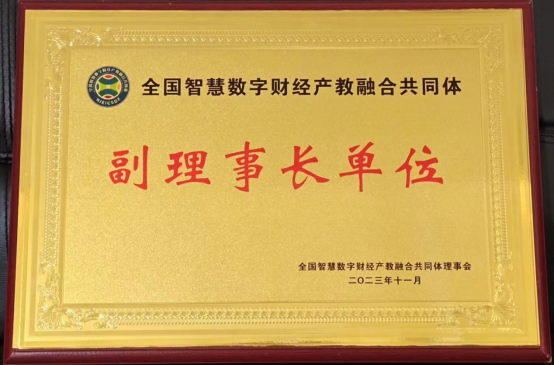 全国智慧数字财经产教融合共同体
副理事长单位
全国智慧数字财经产教融合共同体理事会
二〇二三年十一月